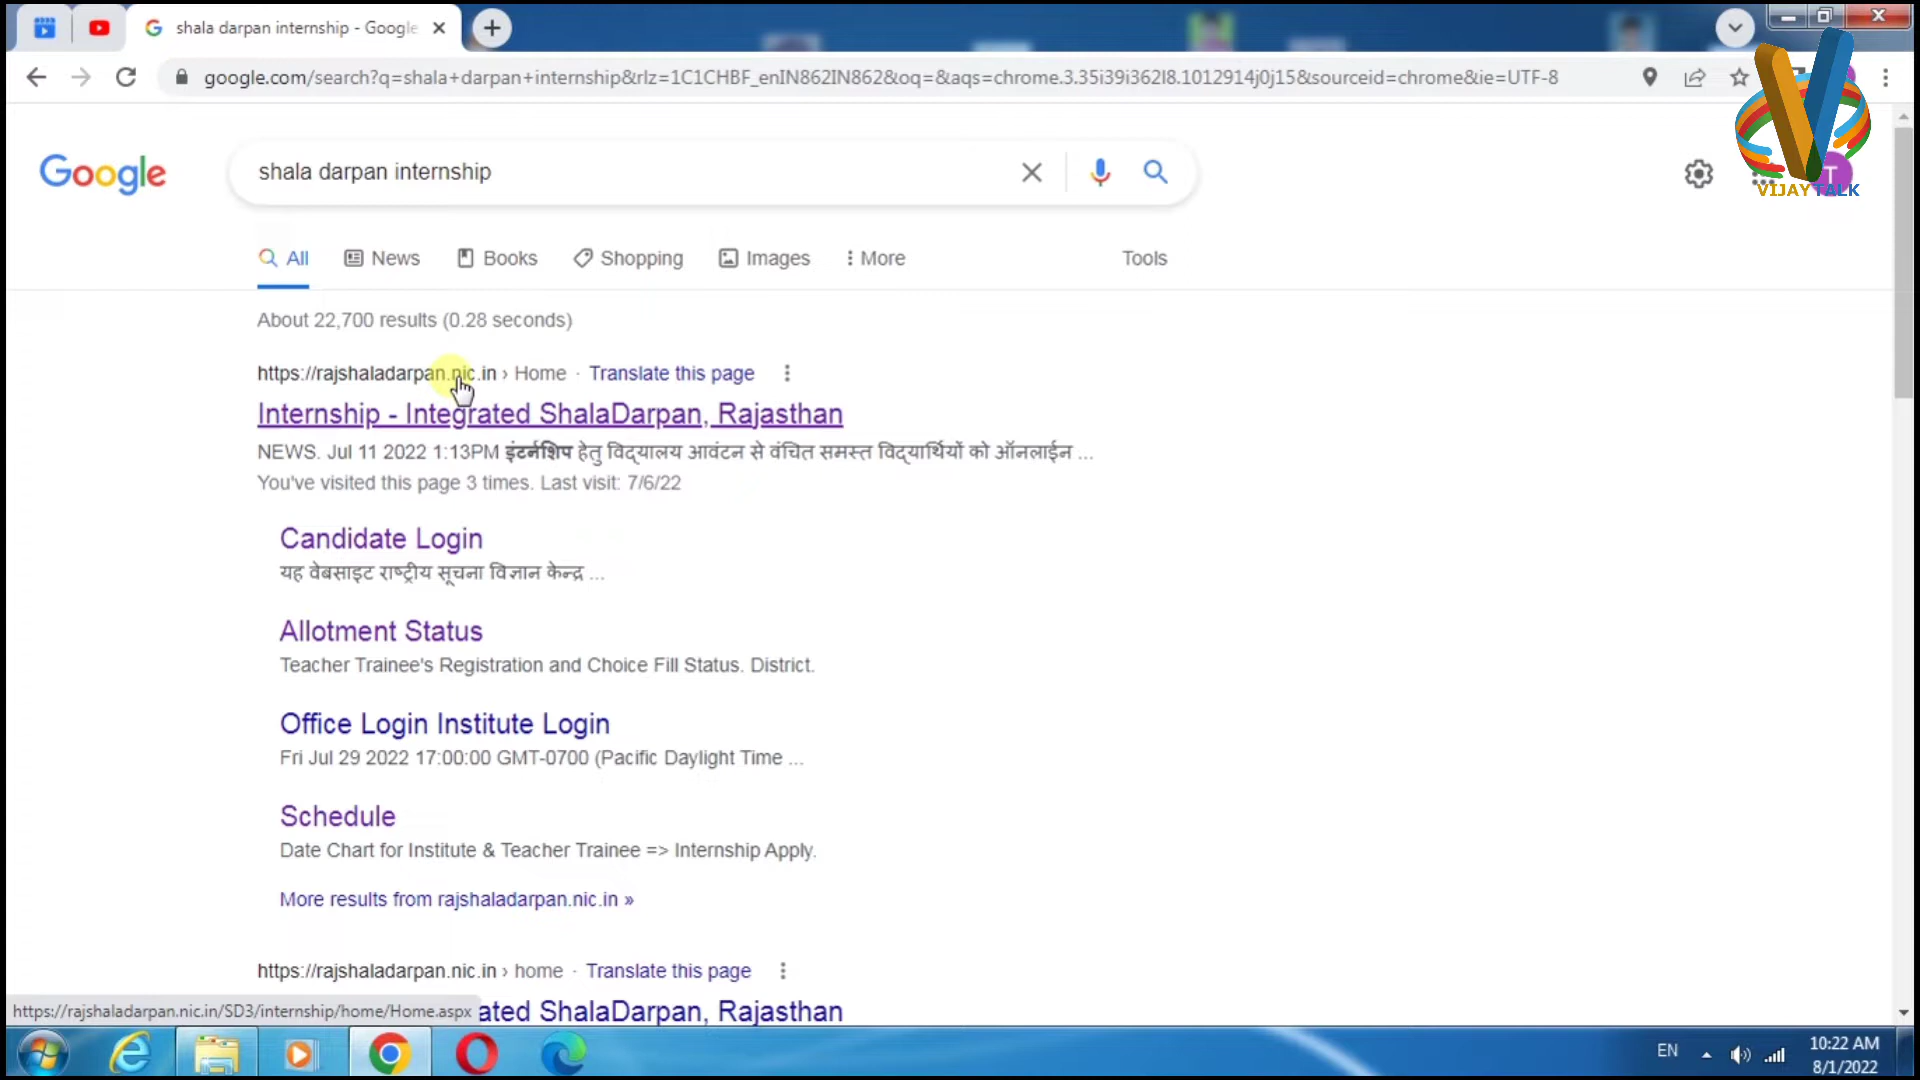 shala darpan internship - Google
google.com/search?q=shala+darpan+internship&rlz=1C1CHBF_enIN862IN862&oq=&aqs=chrome.3.35i39i362l8.1012914j0j15&sourceid=chrome&ie=UTF-8
VIJAY TALK
Google
shala darpan internship
T
All News Books Shopping Images More Tools
About 22,700 results (0.28 seconds)
https://rajshaladarpan.nic.in › Home · Translate this page
Internship - Integrated ShalaDarpan, Rajasthan
NEWS. Jul 11 2022 1:13PM इंटर्नशिप हेतु विद्यालय आवंटन से वंचित समस्त विद्यार्थियों को ऑनलाईन ...
You've visited this page 3 times. Last visit: 7/6/22
Candidate Login
यह वेबसाइट राष्ट्रीय सूचना विज्ञान केन्द्र ...
Allotment Status
Teacher Trainee's Registration and Choice Fill Status. District.
Office Login Institute Login
Fri Jul 29 2022 17:00:00 GMT-0700 (Pacific Daylight Time ...
Schedule
Date Chart for Institute & Teacher Trainee => Internship Apply.
More results from rajshaladarpan.nic.in »
https://rajshaladarpan.nic.in › home · Translate this page
https://rajshaladarpan.nic.in/SD3/internship/home/Home.aspx
ated ShalaDarpan, Rajasthan
EN
10:22 AM
8/1/2022